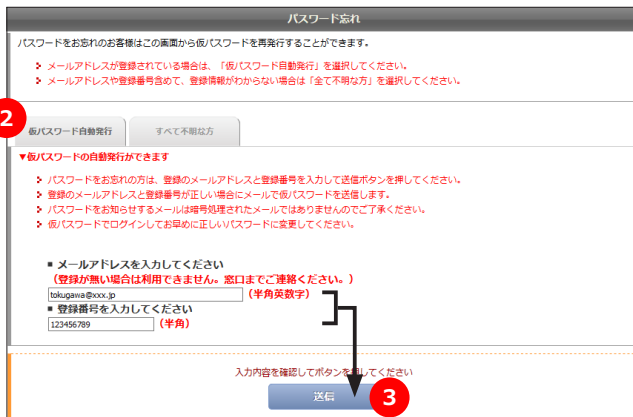 パスワード忘れ
パスワードをお忘れのお客様はこの画面から仮パスワードを再発行することができます。
メールアドレスが登録されている場合は、「仮パスワード自動発行」を選択してください。
メールアドレスや登録番号含めて、登録情報がわからない場合は「全て不明な方」を選択してください。
2
仮パスワード自動発行 すべて不明な方
▼仮パスワードの自動発行ができます
パスワードをお忘れの方は、登録のメールアドレスと登録番号を入力して送信ボタンを押してください。
登録のメールアドレスと登録番号が正しい場合にメールで仮パスワードを送信します。
パスワードをお知らせするメールは暗号処理されたメールではありませんのでご了承ください。
仮パスワードでログインしてお早めに正しいパスワードに変更してください。
■ メールアドレスを入力してください
(登録が無い場合は利用できません。窓口までご連絡ください。)
tokugawa@xxx.jp (半角英数字)
■ 登録番号を入力してください
123456789 (半角)
入力内容を確認してボタンを押してください
送信 3